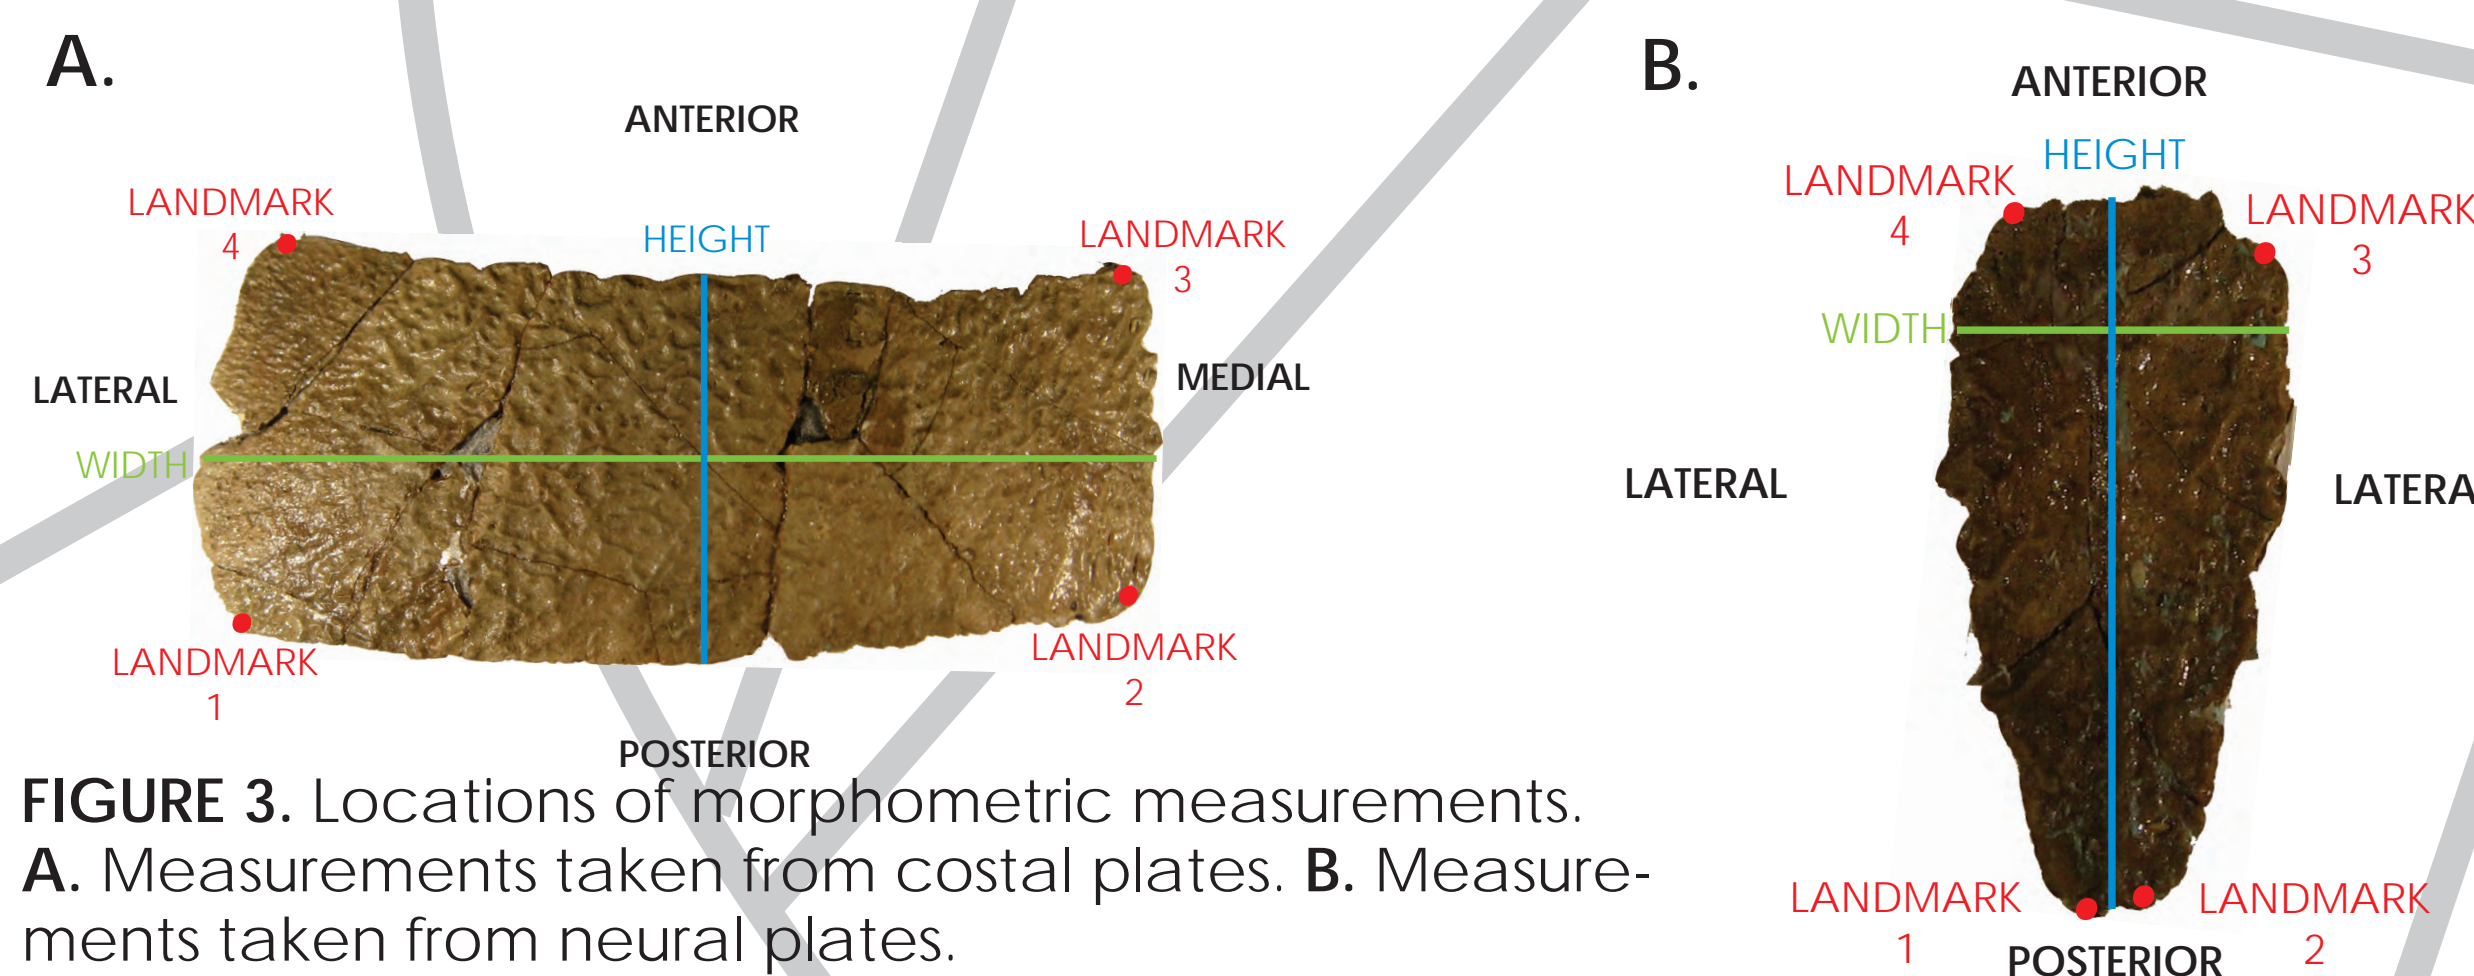 A.
ANTERIOR
LANDMARK
4
HEIGHT
LANDMARK
3
LATERAL
MEDIAL
WIDTH
LANDMARK
1
LANDMARK
2
POSTERIOR
B.
ANTERIOR
HEIGHT
LANDMARK
4
LANDMARK
3
WIDTH
LATERAL
LATERA
LANDMARK
1
LANDMARK
2
POSTERIOR
FIGURE 3. Locations of morphometric measurements.
A. Measurements taken from costal plates. B. Measure-
ments taken from neural plates.